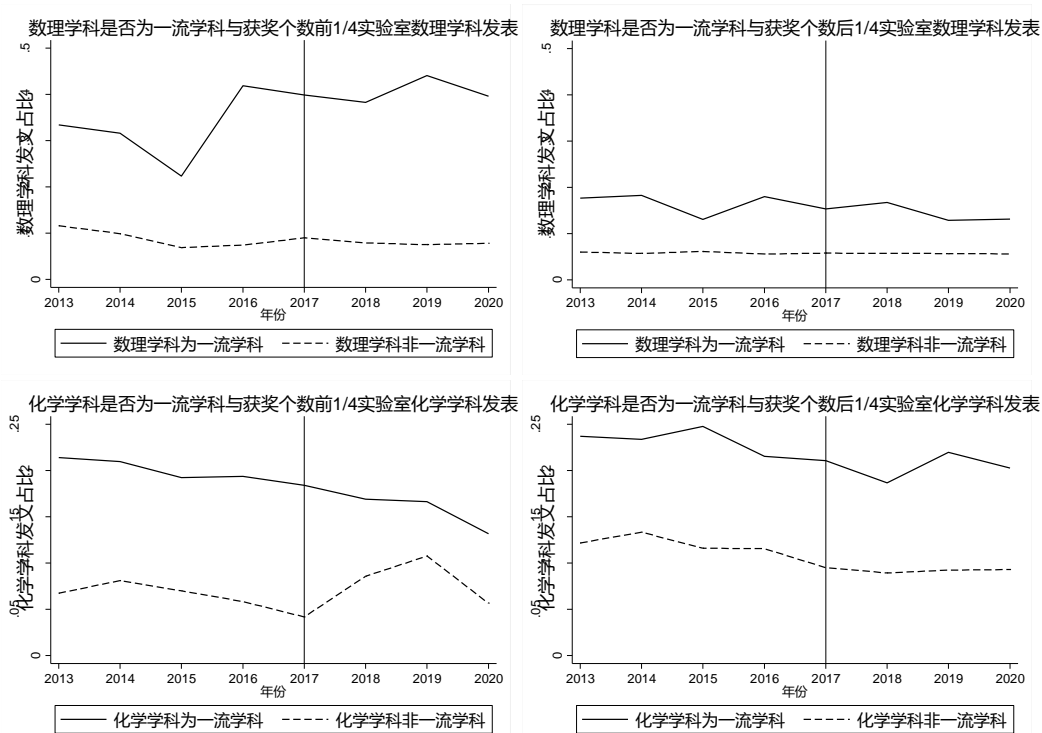 数理学科是否为一流学科与获奖个数前1/4实验室数理学科发表
数理学科发文占比
.5
.4
0
2013 2014 2015 2016 2017 2018 2019 2020
年份
数理学科为一流学科 数理学科非一流学科
数理学科是否为一流学科与获奖个数后1/4实验室数理学科发表
数理学科发文占比
.5
.4
0
2013 2014 2015 2016 2017 2018 2019 2020
年份
数理学科为一流学科 数理学科非一流学科
化学学科是否为一流学科与获奖个数前1/4实验室化学学科发表
化学学科发文占比
.25
.2
.15
.05
0
2013 2014 2015 2016 2017 2018 2019 2020
年份
化学学科为一流学科 化学学科非一流学科
化学学科是否为一流学科与获奖个数后1/4实验室化学学科发表
化学学科发文占比
.25
.2
.15
.05
0
2013 2014 2015 2016 2017 2018 2019 2020
年份
化学学科为一流学科 化学学科非一流学科